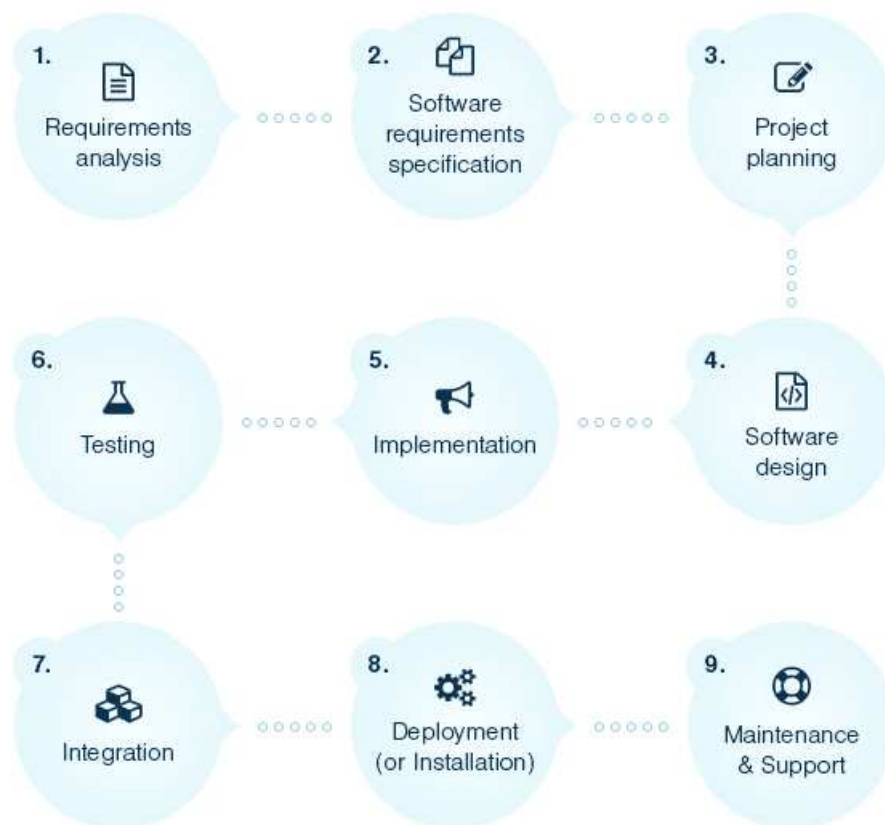 1.
Requirements
analysis
2.
Software
requirements
specification
3.
Project
planning
4.
Software
design
5.
Implementation
6.
Testing
7.
Integration
8.
Deployment
(or Installation)
9.
Maintenance
& Support